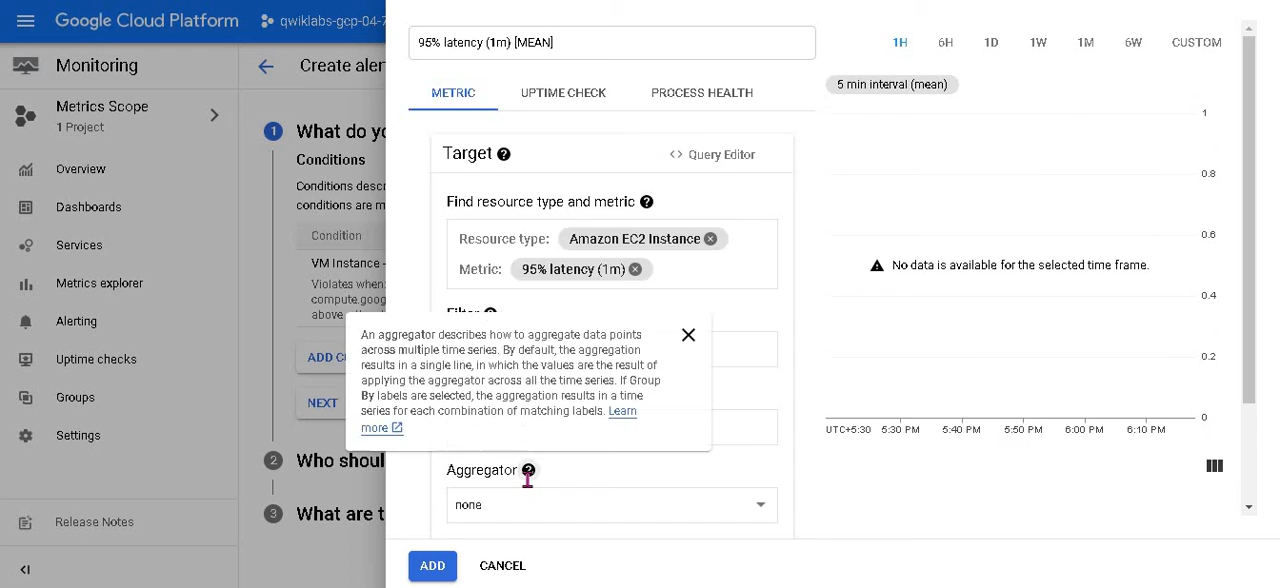 Google Cloud Platform
qwiklabs-gcp-04-7
Monitoring
Metrics Scope
1 Project
Overview
Dashboards
Services
Metrics explorer
Alerting
Uptime checks
Groups
Settings
Release Notes
Create aler
1 What do yo
Conditions
Conditions descr
conditions are m
Condition
VM Instance -
Violates when:
compute.goog
ADD CO
NEXT
2 Who shou
3 What are t
95% latency (1m) [MEAN]
METRIC
UPTIME CHECK
PROCESS HEALTH
Target
<> Query Editor
Find resource type and metric
Resource type: Amazon EC2 Instance
Metric: 95% latency (1m)
An aggregator describes how to aggregate data points
across multiple time series. By default, the aggregation
results in a single line, in which the values are the result of
applying the aggregator across all the time series. If Group
By labels are selected, the aggregation results in a time
series for each combination of matching labels. Learn
more
Aggregator
none
ADD
CANCEL
1H 6H 1D 1W 1M 6W CUSTOM
5 min interval (mean)
1
0.8
0.6
No data is available for the selected time frame.
0.4
0.2
0
UTC+5:30 5:30 PM 5:40 PM 5:50 PM 6:00 PM 6:10 PM